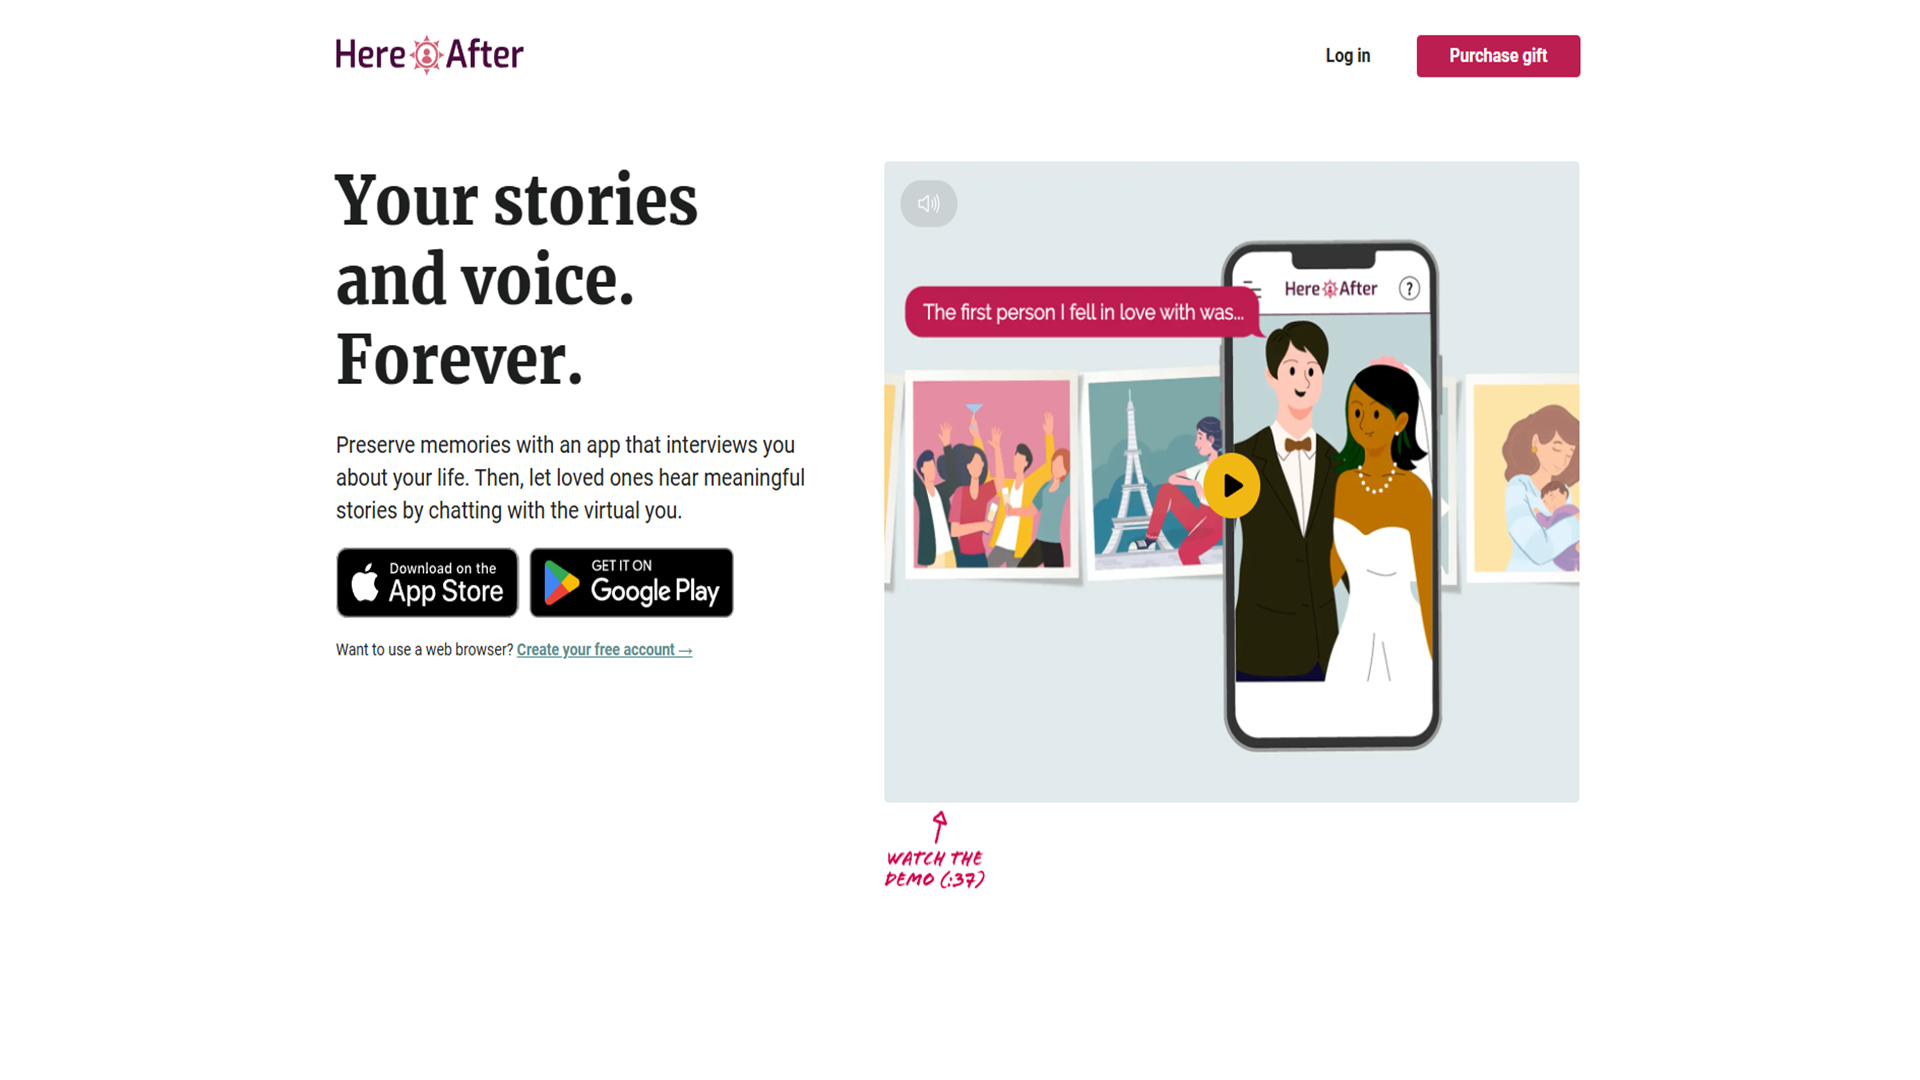 Here After
Log in
Purchase gift
Your stories
and voice.
Forever.
Preserve memories with an app that interviews you
about your life. Then, let loved ones hear meaningful
stories by chatting with the virtual you.
Download on the
App Store
GET IT ON
Google Play
Want to use a web browser? Create your free account →
Here After
?
The first person I fell in love with was...
WATCH THE
DEMO (:37)